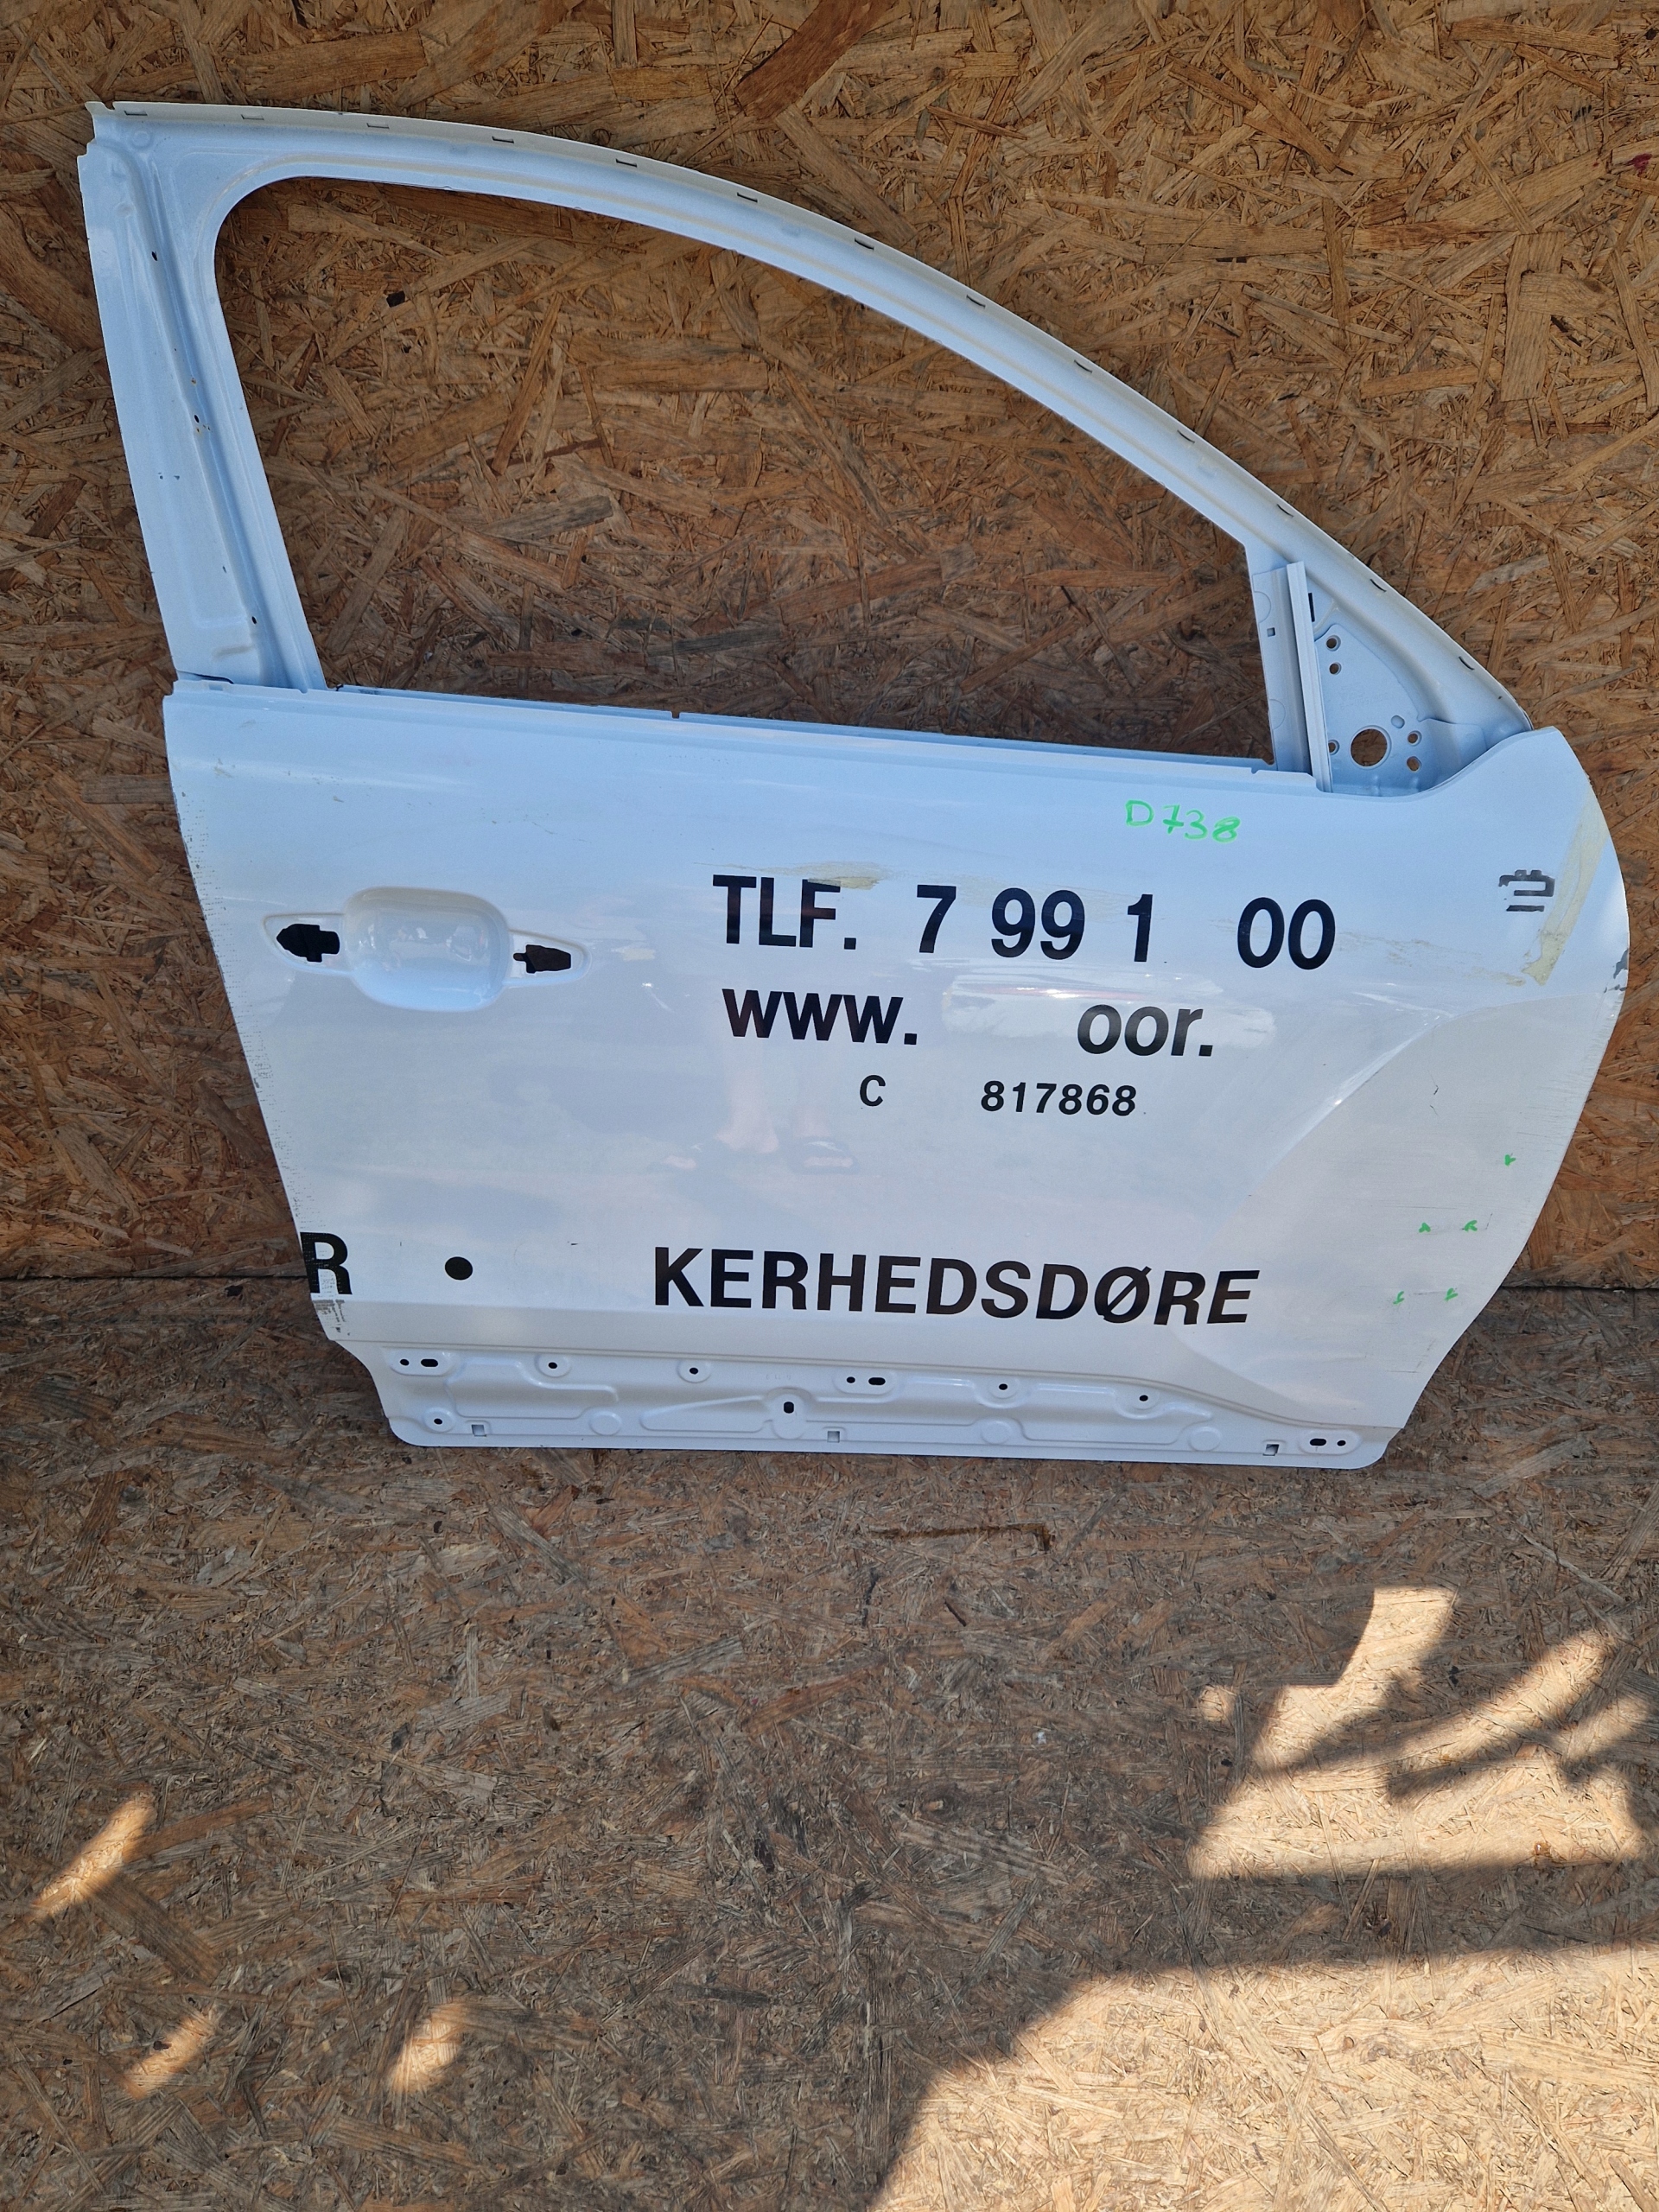 D738
TLF. 7 99 1 00
www. oor.
C 817868
R • KERHEDSDØRE